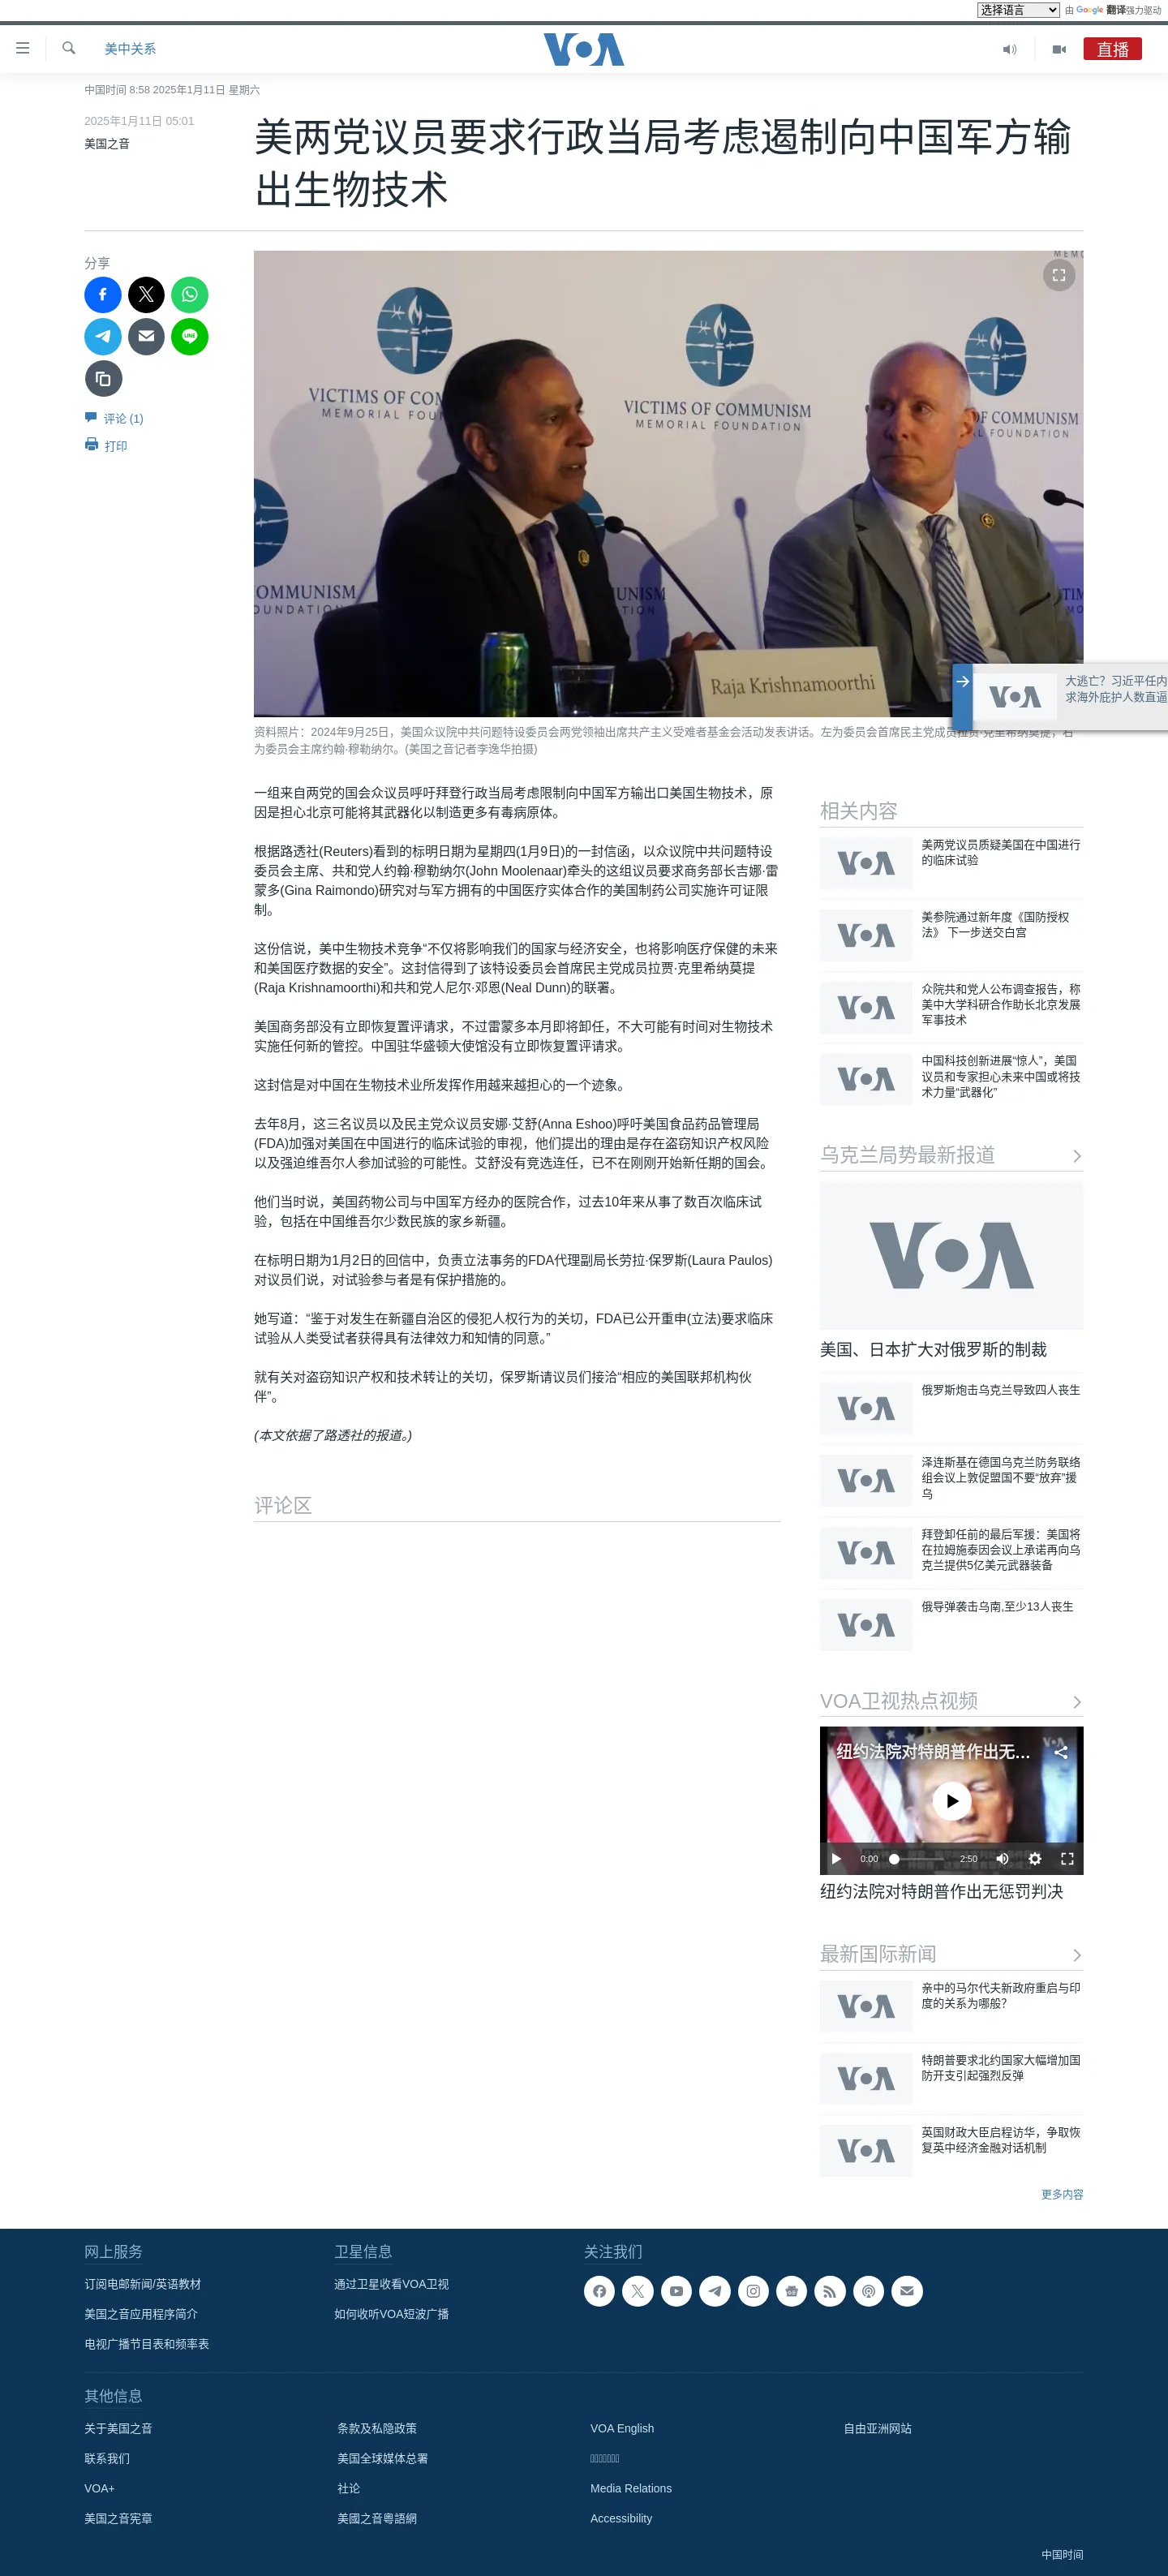 选择语言
由 Google 翻译强力驱动
美中关系
VOA
直播
中国时间 8:58 2025年1月11日 星期六
2025年1月11日 05:01
美国之音
美两党议员要求行政当局考虑遏制向中国军方输
出生物技术
分享
评论 (1)
打印
VICTIMS OF COMMUNISM
MEMORIAL FOUNDATION
Raja Krishnamoorthi
大逃亡？习近平任内
求海外庇护人数直逼
资料照片：2024年9月25日，美国众议院中共问题特设委员会两党领袖出席共产主义受难者基金会活动发表讲话。左为委员会首席民主党成员拉贾·克里希纳莫提，右
为委员会主席约翰·穆勒纳尔。(美国之音记者李逸华拍摄)
一组来自两党的国会众议员呼吁拜登行政当局考虑限制向中国军方输出口美国生物技术，原
因是担心北京可能将其武器化以制造更多有毒病原体。
根据路透社(Reuters)看到的标明日期为星期四(1月9日)的一封信函，以众议院中共问题特设
委员会牵头、共和党人约翰·穆勒纳尔(John Moolenaar)牵头的这组议员要求商务部长吉娜·雷
蒙多(Gina Raimondo)研究对与军方拥有的中国医疗实体合作的美国制药公司实施许可证限
制。
这份信说，美中生物技术竞争“不仅将影响我们的国家与经济安全，也将影响医疗保健的未来
和美国医疗数据的安全”。这封信得到了该特设委员会首席民主党成员拉贾·克里希纳莫提
(Raja Krishnamoorthi)和共和党人尼尔·邓恩(Neal Dunn)的联署。
美国商务部没有立即恢复置评请求，不过雷蒙多本月即将卸任，不大可能有时间对生物技术
实施任何新的管控。中国驻华盛顿大使馆没有立即恢复置评请求。
这封信是对中国在生物技术业所发挥作用越来越担心的一个迹象。
去年8月，这三名议员以及民主党众议员安娜·艾舒(Anna Eshoo)呼吁美国食品药品管理局
(FDA)加强对美国在中国进行的临床试验的审视，他们提出的理由是存在盗窃知识产权风险
以及强迫维吾尔人参加试验的可能性。艾舒没有竞选连任，已不在刚刚开始新任期的国会。
他们当时说，美国药物公司与中国军方经办的医院合作，过去10年来从事了数百次临床试
验，包括在中国维吾尔少数民族的家乡新疆。
在标明日期为1月2日的回信中，负责立法事务的FDA代理副局长劳拉·保罗斯(Laura Paulos)
对议员们说，对试验参与者是有保护措施的。
她写道：“鉴于对发生在新疆自治区的侵犯人权行为的关切，FDA已公开重申(立法)要求临床
试验从人类受试者获得具有法律效力和知情的同意。”
就有关对盗窃知识产权和技术转让的关切，保罗斯请议员们接洽“相应的美国联邦机构伙
伴”。
(本文依据了路透社的报道。)
评论区
相关内容
美两党议员质疑美国在中国进行
的临床试验
美参院通过新年度《国防授权
法》 下一步送交白宫
众院共和党人公布调查报告，称
美中大学科研合作助长北京发展
军事技术
中国科技创新进展“惊人”，美国
议员和专家担心未来中国或将技
术力量“武器化”
乌克兰局势最新报道
VOA
美国、日本扩大对俄罗斯的制裁
俄罗斯炮击乌克兰导致四人丧生
泽连斯基在德国乌克兰防务联络
组会议上敦促盟国不要“放弃”援
乌
拜登卸任前的最后军援：美国将
在拉姆施泰因会议上承诺再向乌
克兰提供5亿美元武器装备
俄导弹袭击乌南,至少13人丧生
VOA卫视热点视频
纽约法院对特朗普作出无…
0:00
2:50
纽约法院对特朗普作出无惩罚判决
最新国际新闻
亲中的马尔代夫新政府重启与印
度的关系为哪般？
特朗普要求北约国家大幅增加国
防开支引起强烈反弹
英国财政大臣启程访华，争取恢
复英中经济金融对话机制
更多内容
网上服务
订阅电邮新闻/英语教材
美国之音应用程序简介
电视广播节目表和频率表
卫星信息
通过卫星收看VOA卫视
如何收听VOA短波广播
关注我们
其他信息
关于美国之音
联系我们
VOA+
美国之音宪章
条款及私隐政策
美国全球媒体总署
社论
美國之音粵語網
VOA English
Media Relations
Accessibility
自由亚洲网站
中国时间